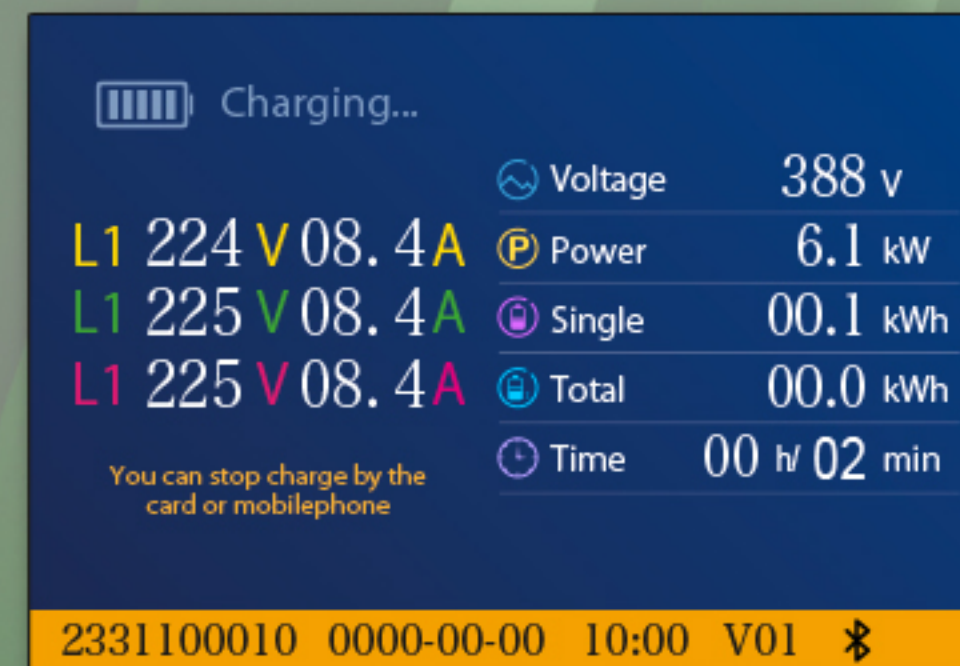 Charging...
L1 224 V 08.4 A
L1 225 V 08.4 A
L1 225 V 08.4 A
You can stop charge by the
card or mobilephone
Voltage 388 V
P Power 6.1 kW
Single 00.1 kWh
Total 00.0 kWh
Time 00 h/ 02 min
2331100010 0000-00-00 10:00 V01